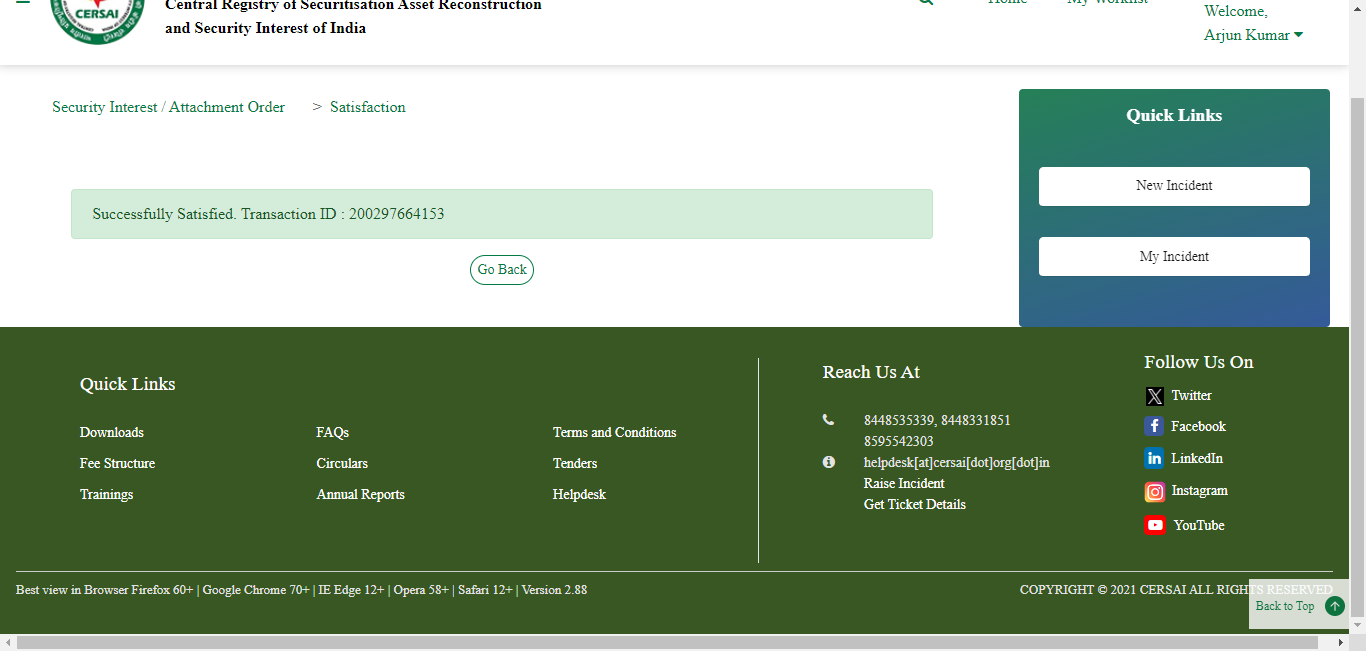 CERSAI
Central Registry of Securitisation Asset Reconstruction
and Security Interest of India
Home
My Worklist
Welcome,
Arjun Kumar
Security Interest / Attachment Order > Satisfaction
Successfully Satisfied. Transaction ID : 200297664153
Go Back
Quick Links
New Incident
My Incident
Quick Links
Downloads
FAQs
Terms and Conditions
Fee Structure
Circulars
Tenders
Trainings
Annual Reports
Helpdesk
Reach Us At
8448535339, 8448331851
8595542303
helpdesk[at]cersai[dot]org[dot]in
Raise Incident
Get Ticket Details
Follow Us On
Twitter
Facebook
LinkedIn
Instagram
YouTube
Best view in Browser Firefox 60+ | Google Chrome 70+ | IE Edge 12+ | Opera 58+ | Safari 12+ | Version 2.88
COPYRIGHT © 2021 CERSAI ALL RIGHTS RESERVED
Back to Top